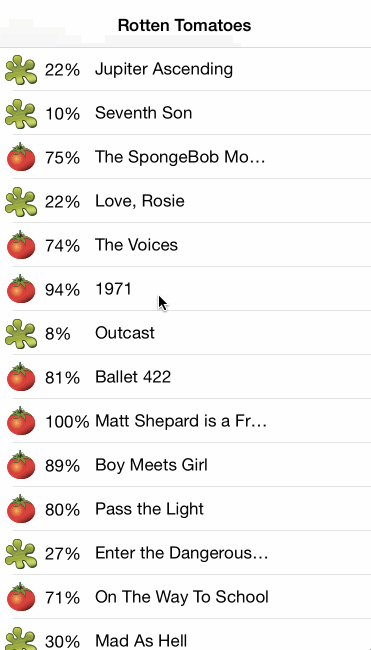 Rotten Tomatoes
22% Jupiter Ascending
10% Seventh Son
75% The SpongeBob Mo…
22% Love, Rosie
74% The Voices
94% 1971
8% Outcast
81% Ballet 422
100% Matt Shepard is a Fr…
89% Boy Meets Girl
80% Pass the Light
27% Enter the Dangerous…
71% On The Way To School
30% Mad As Hell